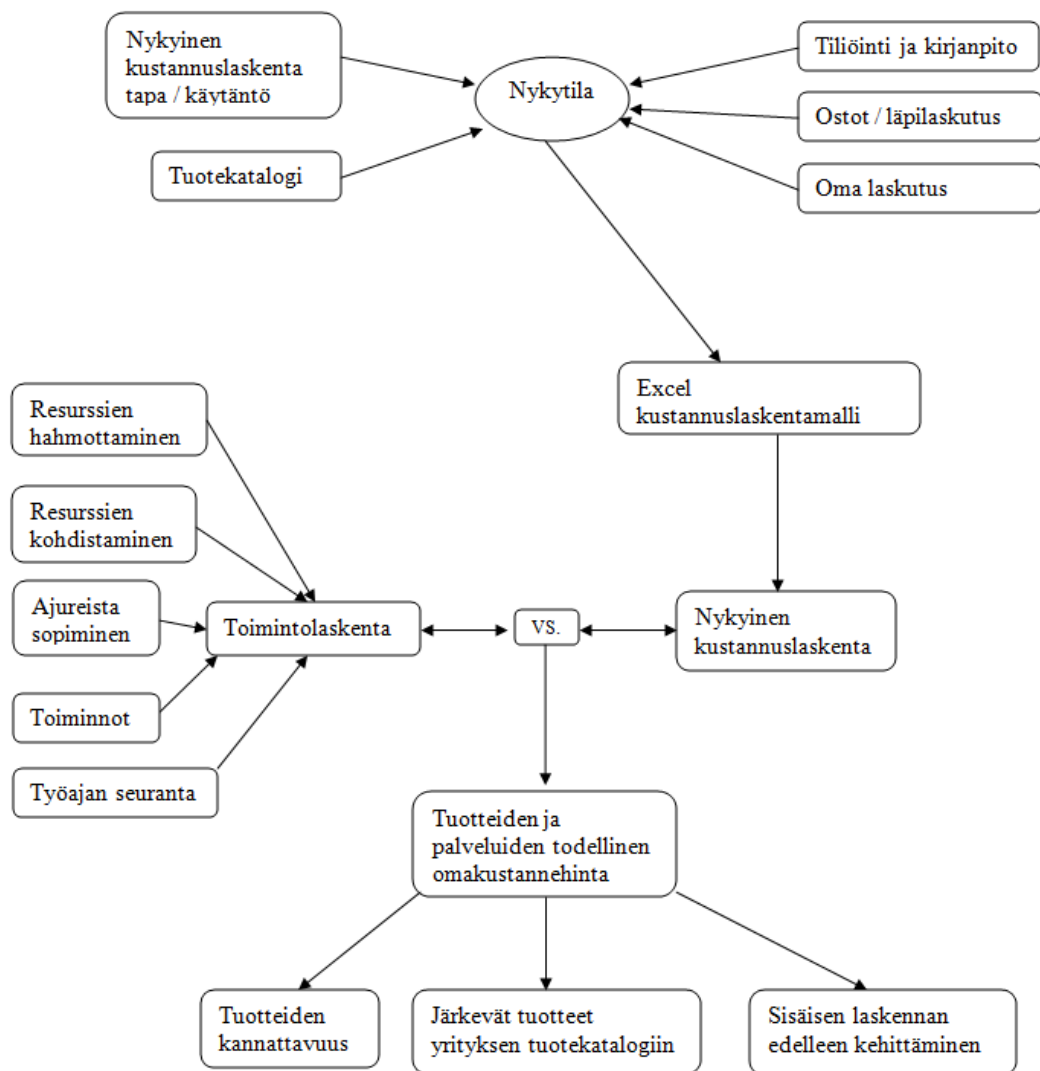 Nykyinen
kustannuslaskenta
tapa / käytäntö
Nykytila
Tiliöinti ja kirjanpito
Ostot / läpilaskutus
Tuotekatalogi
Oma laskutus
Excel
kustannuslaskentamalli
Resurssien
hahmottaminen
Resurssien
kohdistaminen
Ajureista
sopiminen
Toimintolaskenta
VS.
Nykyinen
kustannuslaskenta
Toiminnot
Työajan seuranta
Tuotteiden ja
palveluiden todellinen
omakustannehinta
Tuotteiden
kannattavuus
Järkevät tuotteet
yrityksen tuotekatalogiin
Sisäisen laskennan
edelleen kehittäminen